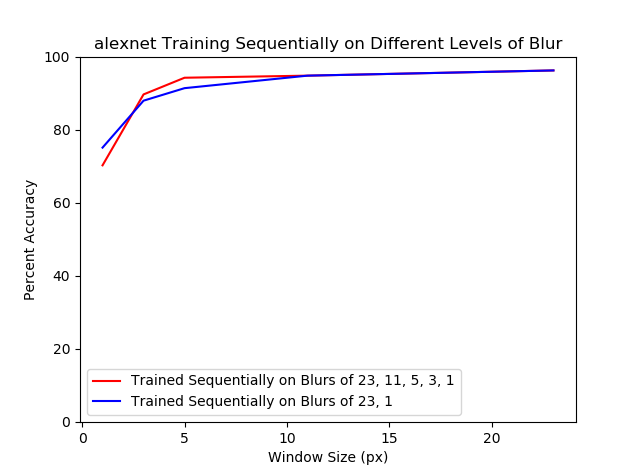 alexnet Training Sequentially on Different Levels of Blur
100
80
60
40
20
0
Percent Accuracy
Trained Sequentially on Blurs of 23, 11, 5, 3, 1
Trained Sequentially on Blurs of 23, 1
0 5 10 15 20
Window Size (px)